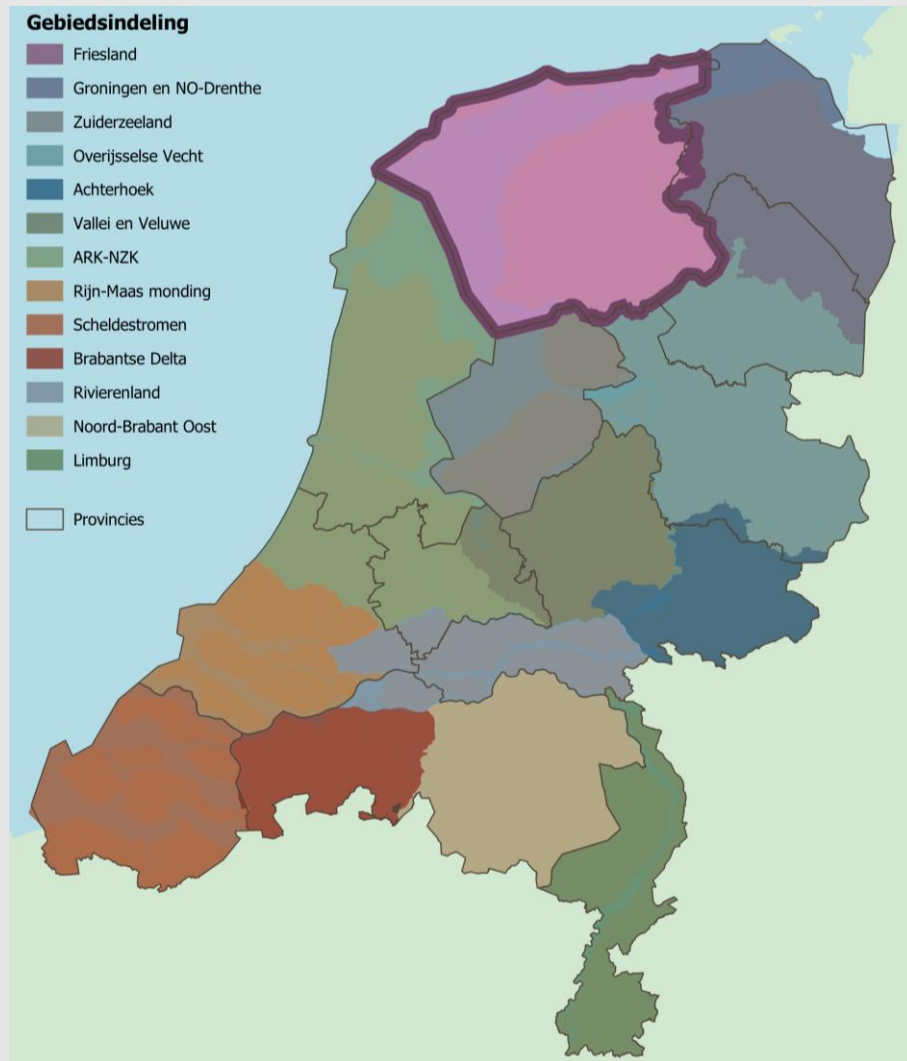 Gebiedsindeling
Friesland
Groningen en NO-Drenthe
Zuiderzeeland
Overijsselse Vecht
Achterhoek
Vallei en Veluwe
ARK-NZK
Rijn-Maas monding
Scheldestromen
Brabantse Delta
Rivierenland
Noord-Brabant Oost
Limburg
Provincies